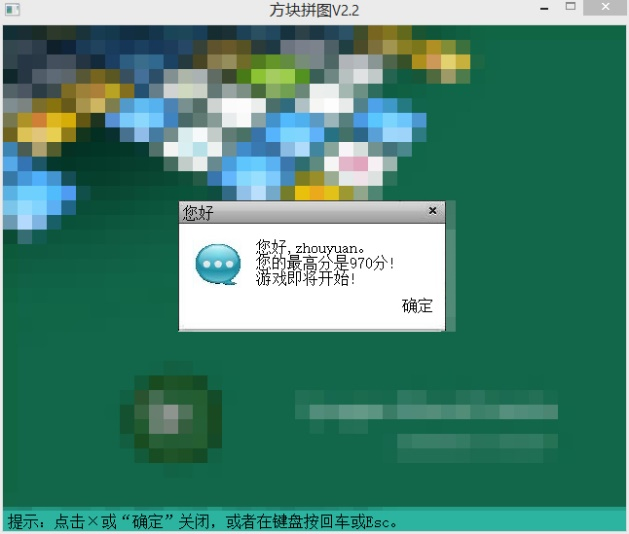 方块拼图V2.2
您好
您好,zhouyuan。
您的最高分是970分!
游戏即将开始!
确定
提示：点击×或“确定”关闭，或者在键盘按回车或Esc。